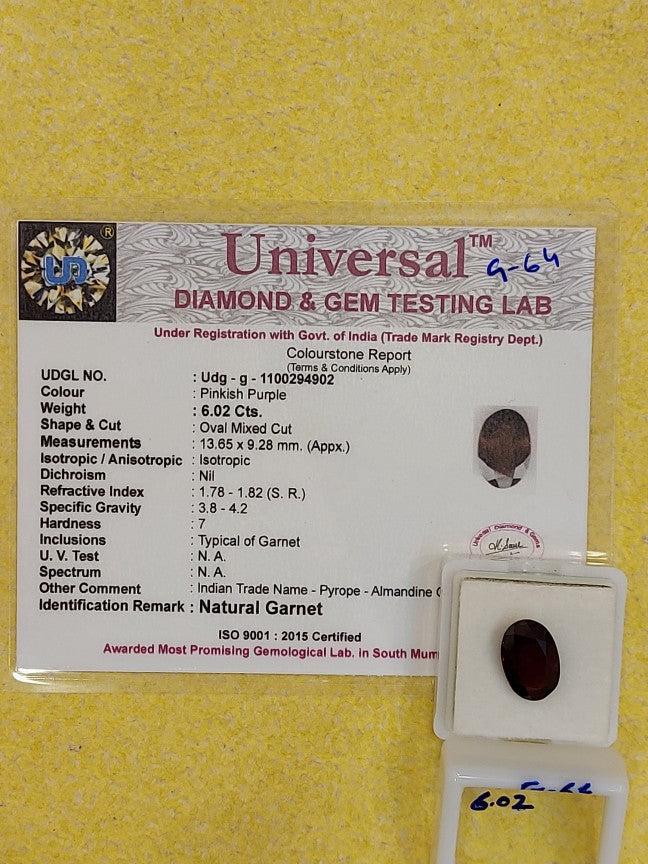 ®
UD
Universal™
G-64
DIAMOND & GEM TESTING LAB
Under Registration with Govt. of India (Trade Mark Registry Dept.)
Colourstone Report
(Terms & Conditions Apply)
UDGL NO. : Udg - g - 1100294902
Colour : Pinkish Purple
Weight : 6.02 Cts.
Shape & Cut : Oval Mixed Cut
Measurements : 13.65 x 9.28 mm. (Appx.)
Isotropic / Anisotropic : Isotropic
Dichroism : Nil
Refractive Index : 1.78 - 1.82 (S. R.)
Specific Gravity : 3.8 - 4.2
Hardness : 7
Inclusions : Typical of Garnet
U. V. Test : N. A.
Spectrum : N. A.
Other Comment : Indian Trade Name - Pyrope - Almandine
Identification Remark : Natural Garnet
Universal Diamond & Gems
ISO 9001 : 2015 Certified
Awarded Most Promising Gemological Lab. in South
6.02